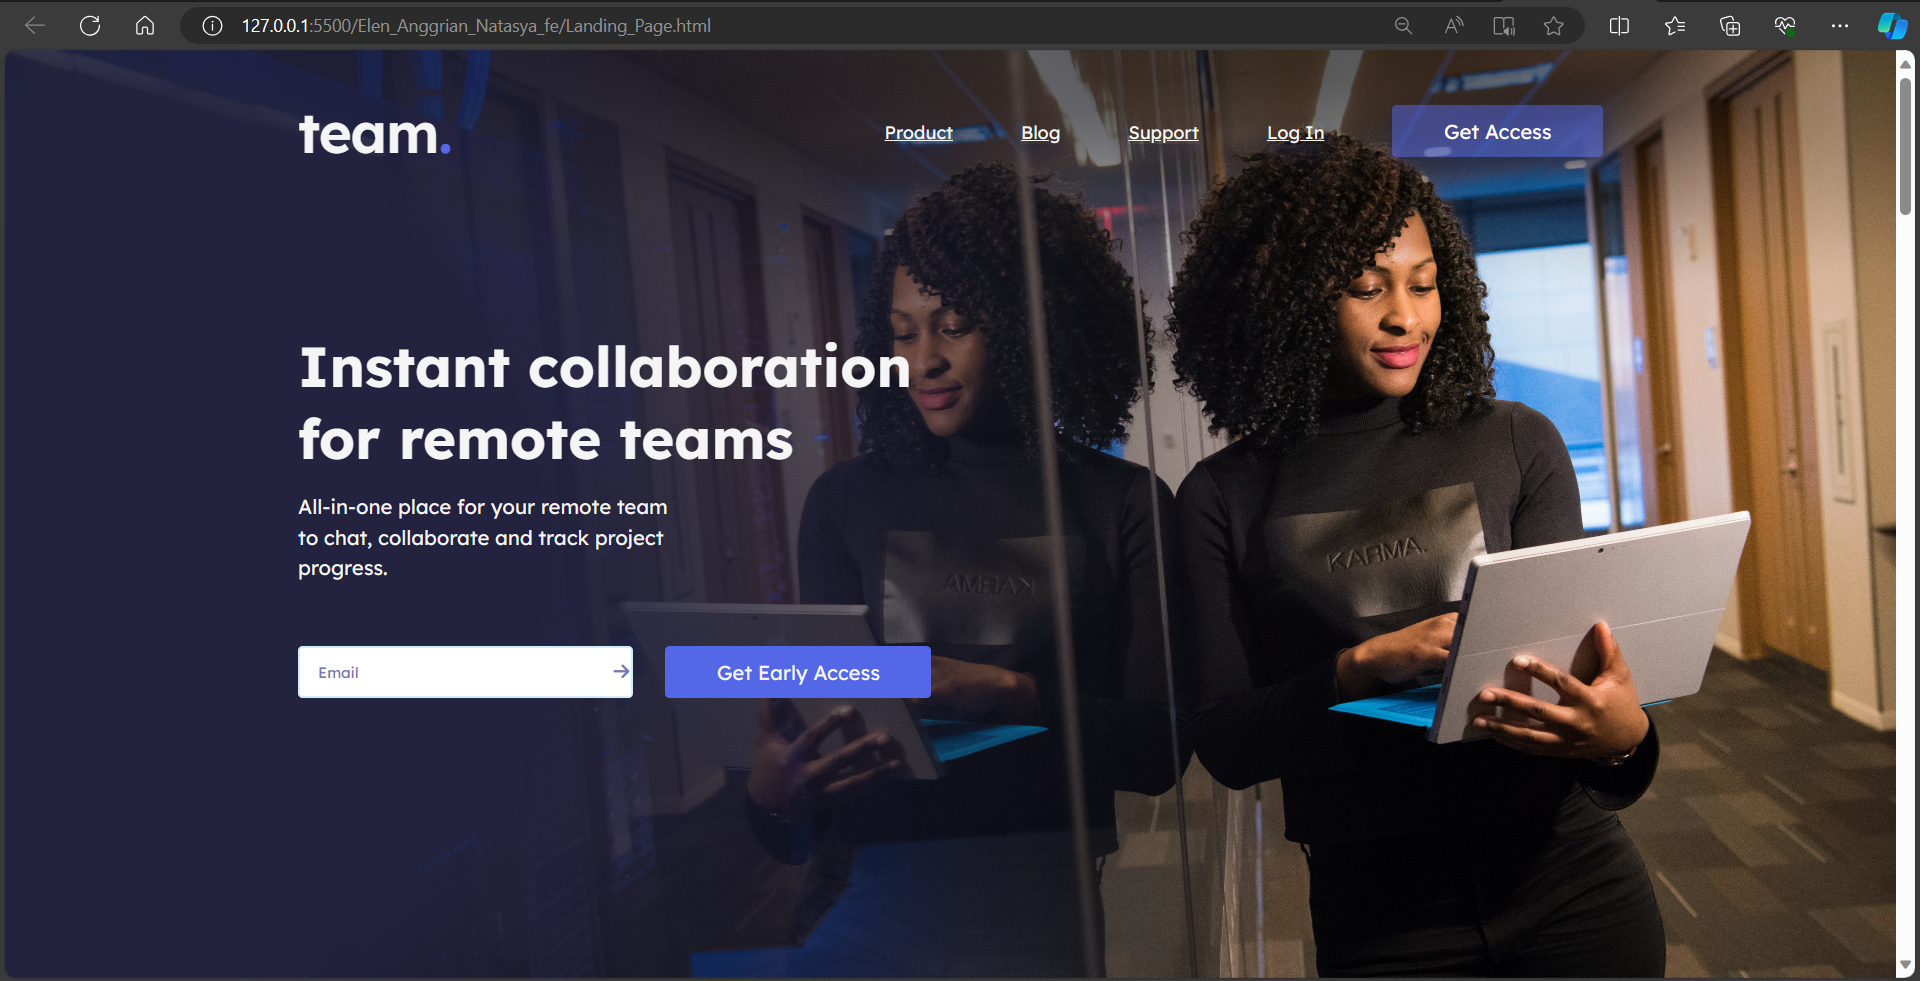 127.0.0.1:5500/Elen_Anggrian_Natasya_fe/Landing_Page.html
team.
Product Blog Support Log In Get Access
Instant collaboration
for remote teams
All-in-one place for your remote team
to chat, collaborate and track project
progress.
Email Get Early Access
KARMA.
KARMA.